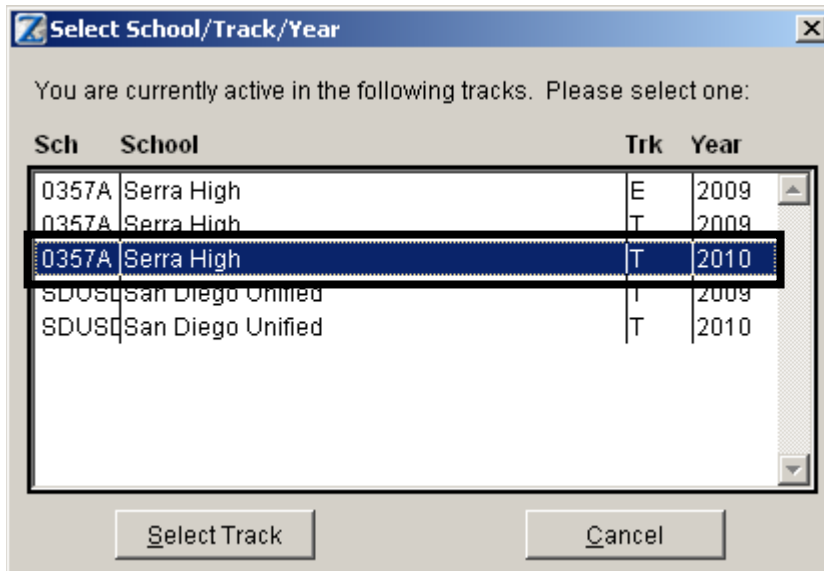 Select School/Track/Year
You are currently active in the following tracks. Please select one:
Sch School Trk Year
0357A Serra High E 2009
0357A Serra High T 2009
0357A Serra High T 2010
SDUSD San Diego Unified T 2009
SDUSD San Diego Unified T 2010
Select Track Cancel